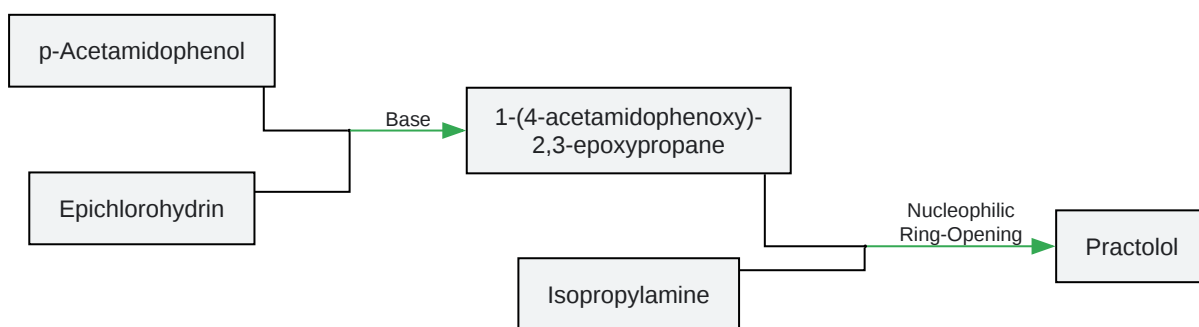 p-Acetamidophenol
Epichlorohydrin
Base
1-(4-acetamidophenoxy)-
2,3-epoxypropane
Isopropylamine
Nucleophilic
Ring-Opening
Practolol